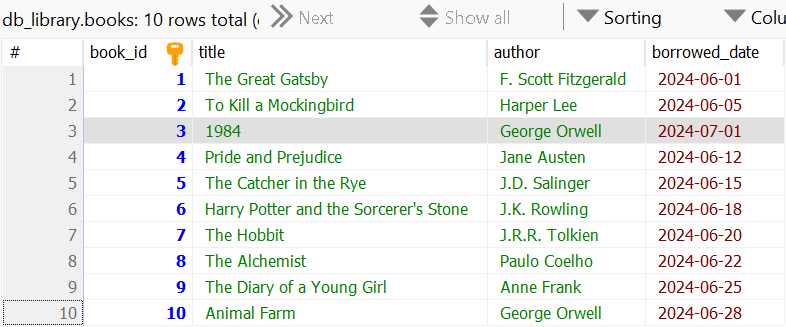 db_library.books: 10 rows total ( Next Show all Sorting Colu
# book_id title author borrowed_date
1 1 The Great Gatsby F. Scott Fitzgerald 2024-06-01
2 2 To Kill a Mockingbird Harper Lee 2024-06-05
3 3 1984 George Orwell 2024-07-01
4 4 Pride and Prejudice Jane Austen 2024-06-12
5 5 The Catcher in the Rye J.D. Salinger 2024-06-15
6 6 Harry Potter and the Sorcerer's Stone J.K. Rowling 2024-06-18
7 7 The Hobbit J.R.R. Tolkien 2024-06-20
8 8 The Alchemist Paulo Coelho 2024-06-22
9 9 The Diary of a Young Girl Anne Frank 2024-06-25
10 10 Animal Farm George Orwell 2024-06-28